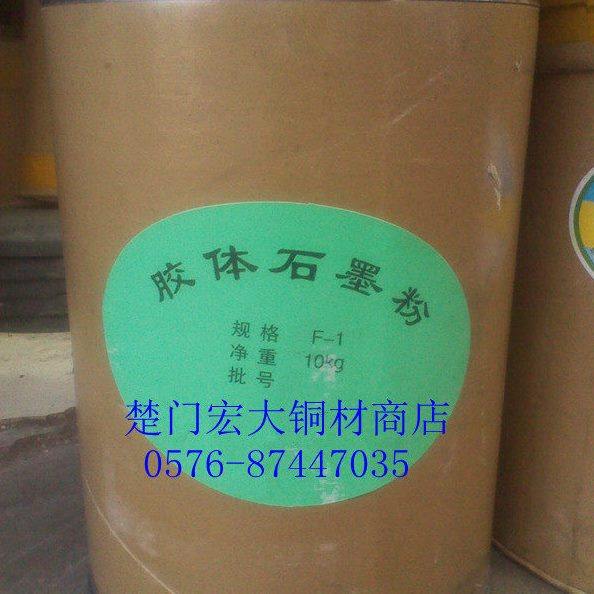 胶体石墨粉
规格 F-1
净重 10kg
批号
楚门宏大铜材商店
0576-87447035